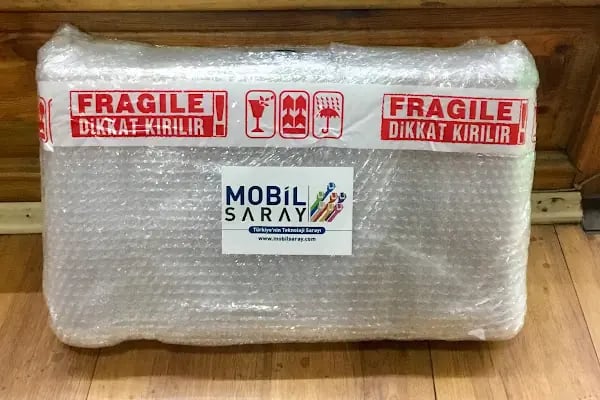 FRAGILE !
DİKKAT KIRILIR
FRAGILE !
DİKKAT KIRILIR
MOBİL
SARAY
Türkiye'nin Teknoloji Sarayı
www.mobilsaray.com